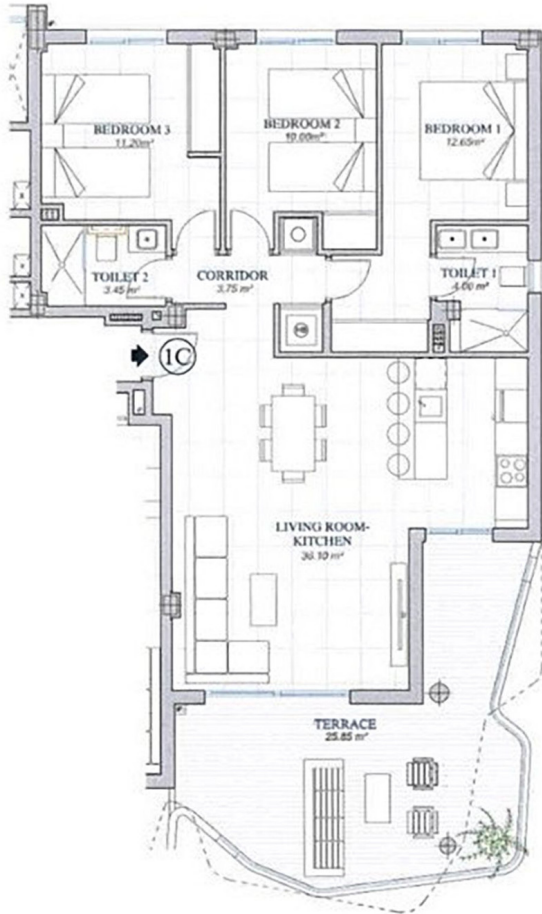 BEDROOM 3
11.20m²
BEDROOM 2
10.00m²
BEDROOM 1
12.65m²
TOILET 2
3.45 m²
CORRIDOR
3.75 m²
TOILET 1
4.00 m²
1C
LIVING ROOM-
KITCHEN
36.10 m²
TERRACE
25.85 m²